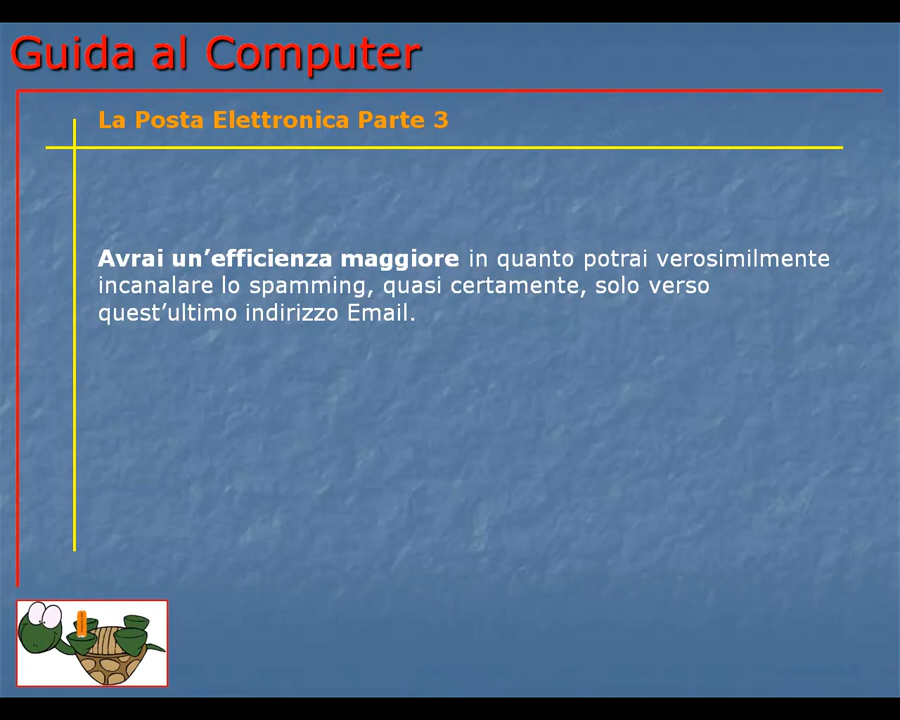 Guida al Computer
La Posta Elettronica Parte 3
Avrai un’efficienza maggiore in quanto potrai verosimilmente
incanalare lo spamming, quasi certamente, solo verso
quest’ultimo indirizzo Email.